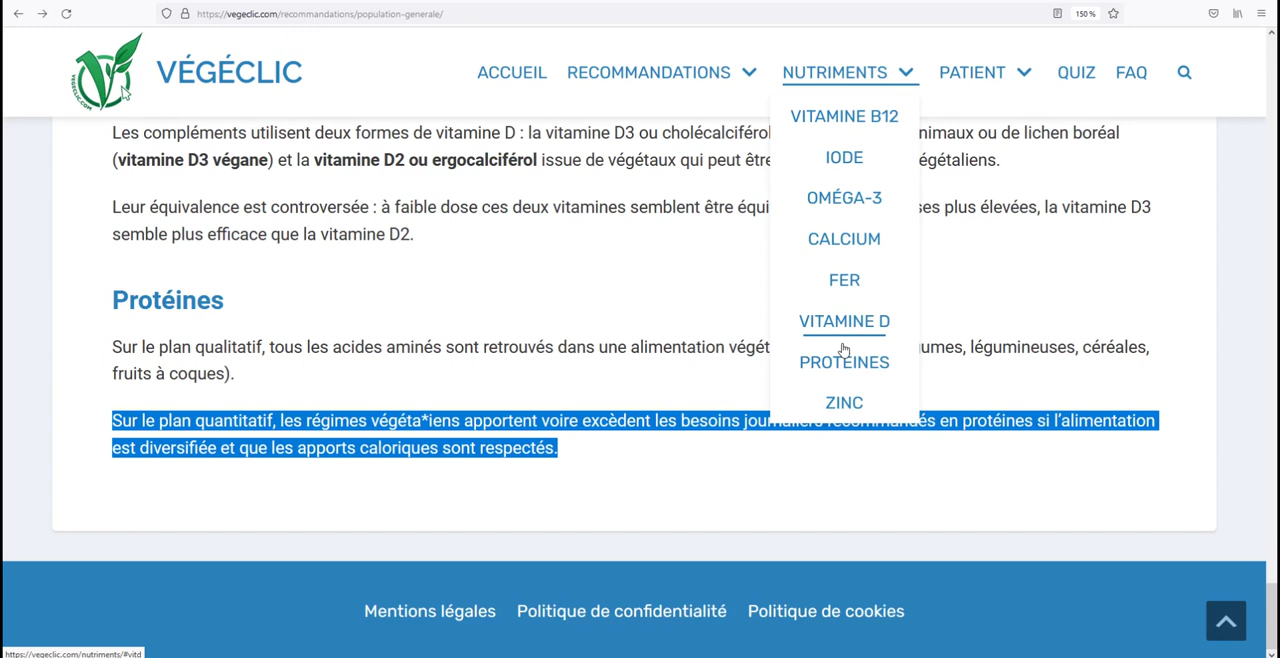 https://vegeclic.com/recommandations/population-generale/
150 %
VEGECLIC.COM
VÉGÉCLIC
ACCUEIL RECOMMANDATIONS NUTRIMENTS PATIENT QUIZ FAQ
VITAMINE B12
IODE
OMÉGA-3
CALCIUM
FER
VITAMINE D
PROTÉINES
ZINC
Les compléments utilisent deux formes de vitamine D : la vitamine D3 ou cholécalciférol nimaux ou de lichen boréal
(vitamine D3 végane) et la vitamine D2 ou ergocalciférol issue de végétaux qui peut être égétaliens.
Leur équivalence est controversée : à faible dose ces deux vitamines semblent être équi ses plus élevées, la vitamine D3
semble plus efficace que la vitamine D2.
Protéines
Sur le plan qualitatif, tous les acides aminés sont retrouvés dans une alimentation végét umes, légumineuses, céréales,
fruits à coques).
Sur le plan quantitatif, les régimes végéta*iens apportent voire excèdent les besoins journaliers recommandés en protéines si l’alimentation
est diversifiée et que les apports caloriques sont respectés.
Mentions légales Politique de confidentialité Politique de cookies
https://vegeclic.com/nutriments/#vitd